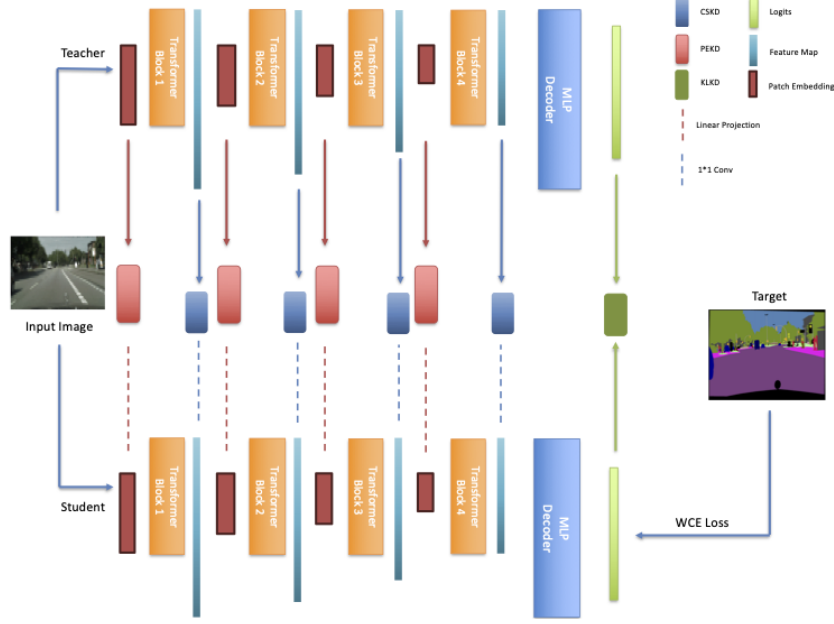 Teacher
Transformer
Block 1
Transformer
Block 2
Transformer
Block 3
Transformer
Block 4
MLP
Decoder
CSKD
Logits
PEKD
Feature Map
KLKD
Patch Embedding
Linear Projection
1*1 Conv
Input Image
Target
Student
Transformer
Block 1
Transformer
Block 2
Transformer
Block 3
Transformer
Block 4
MLP
Decoder
WCE Loss